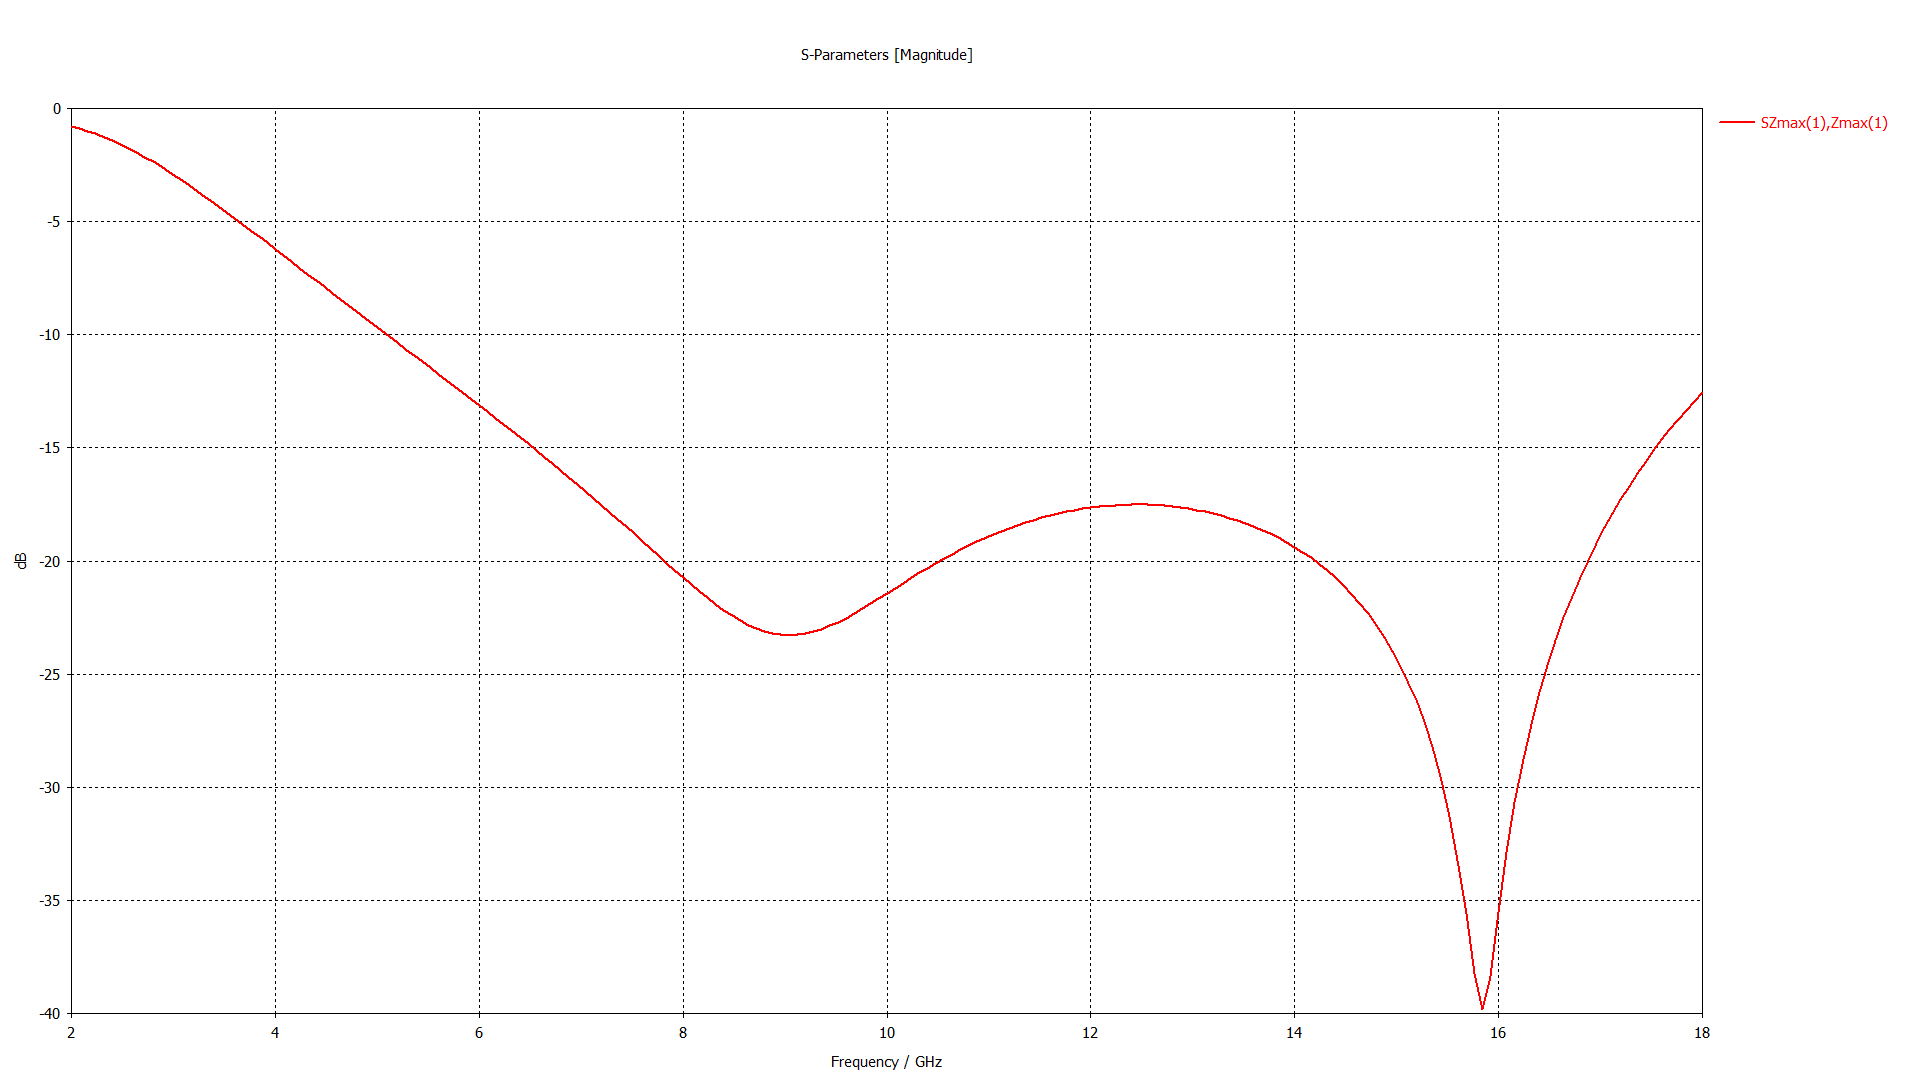 S-Parameters [Magnitude]
SZmax(1),Zmax(1)
0
-5
-10
-15
-20
-25
-30
-35
-40
dB
2 4 6 8 10 12 14 16 18
Frequency / GHz